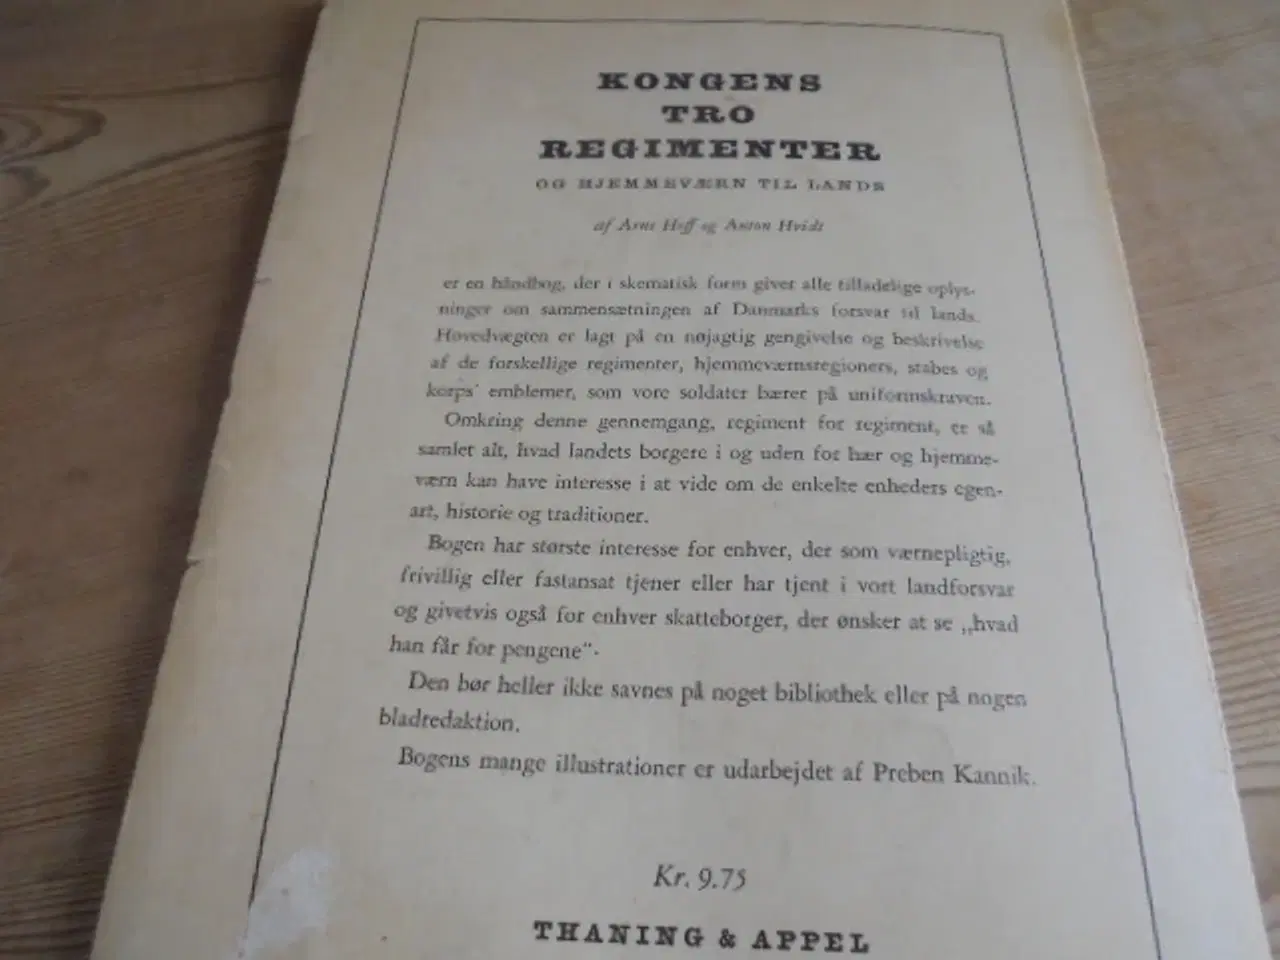 KONGENS
TRO
REGIMENTER
OG HJEMMEVÆRN TIL LANDS
af Arne Hoff og Anton Hvidt
er en håndbog, der i skematisk form giver alle tilladelige oplys-
ninger om sammensætningen af Danmarks forsvar til lands.
Hovedvægten er lagt på en nøjagtig gengivelse og beskrivelse
af de forskellige regimenter, hjemmeværnsregioners, stabes og
korps' emblemer, som vore soldater bærer på uniformskraven.
Omkring denne gennemgang, regiment for regiment, er så
samlet alt, hvad landets borgere i og uden for hær og hjemme-
værn kan have interesse i at vide om de enkelte enheders egen-
art, historie og traditioner.
Bogen har største interesse for enhver, der som værnepligtig,
frivillig eller fastansat tjener eller har tjent i vort landforsvar
og givetvis også for enhver skatteborger, der ønsker at se „hvad
han får for pengene“.
Den bør heller ikke savnes på noget bibliothek eller på nogen
bladredaktion.
Bogens mange illustrationer er udarbejdet af Preben Kannik.
Kr. 9.75
THANING & APPEL